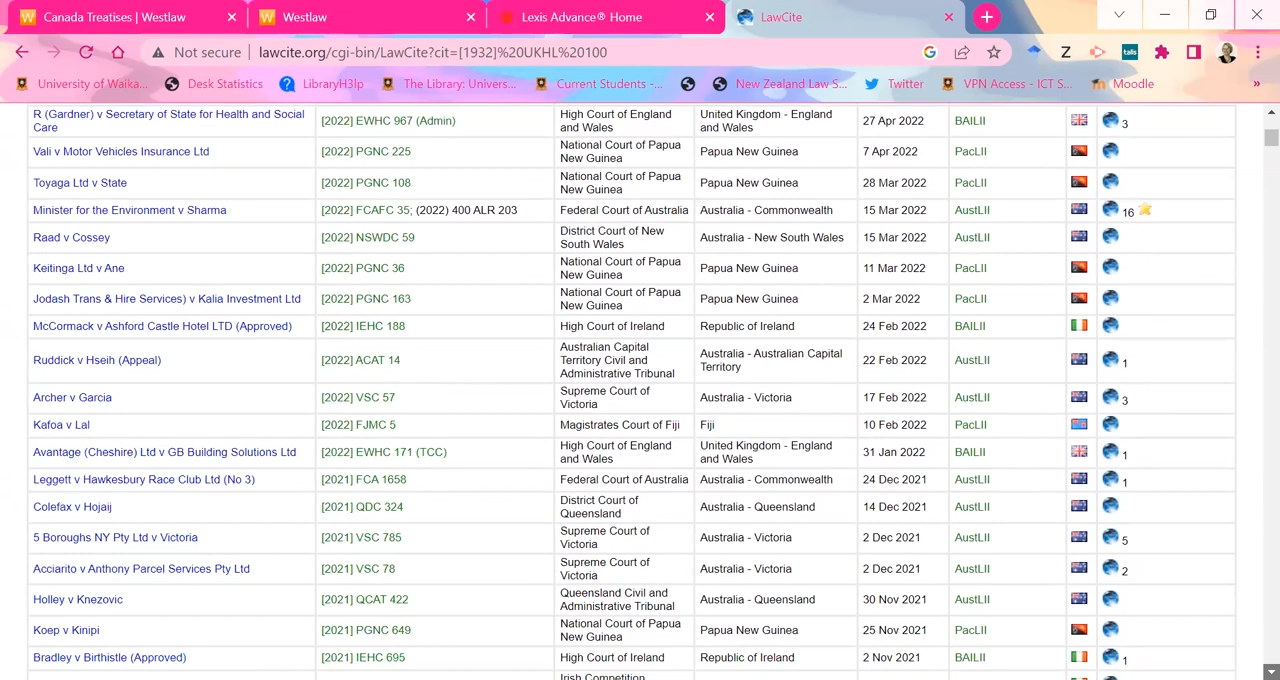 Canada Treatises | Westlaw
Westlaw
Lexis Advance® Home
LawCite
Not secure lawcite.org/cgi-bin/LawCite?cit=[1932]%20UKHL%20100
University of Waika...
Desk Statistics
LibraryH3lp
The Library: Univers...
Current Students -...
New Zealand Law S...
Twitter
VPN Access - ICT S...
Moodle
»
R (Gardner) v Secretary of State for Health and Social
Care
[2022] EWHC 967 (Admin)
High Court of England
and Wales
United Kingdom - England
and Wales
27 Apr 2022
BAILII
3
Vali v Motor Vehicles Insurance Ltd
[2022] PGNC 225
National Court of Papua
New Guinea
Papua New Guinea
7 Apr 2022
PacLII
Toyaga Ltd v State
[2022] PGNC 108
National Court of Papua
New Guinea
Papua New Guinea
28 Mar 2022
PacLII
Minister for the Environment v Sharma
[2022] FCAFC 35; (2022) 400 ALR 203
Federal Court of Australia
Australia - Commonwealth
15 Mar 2022
AustLII
16
Raad v Cossey
[2022] NSWDC 59
District Court of New
South Wales
Australia - New South Wales
15 Mar 2022
AustLII
Keitinga Ltd v Ane
[2022] PGNC 36
National Court of Papua
New Guinea
Papua New Guinea
11 Mar 2022
PacLII
Jodash Trans & Hire Services) v Kalia Investment Ltd
[2022] PGNC 163
National Court of Papua
New Guinea
Papua New Guinea
2 Mar 2022
PacLII
McCormack v Ashford Castle Hotel LTD (Approved)
[2022] IEHC 188
High Court of Ireland
Republic of Ireland
24 Feb 2022
BAILII
Ruddick v Hseih (Appeal)
[2022] ACAT 14
Australian Capital
Territory Civil and
Administrative Tribunal
Australia - Australian Capital
Territory
22 Feb 2022
AustLII
1
Archer v Garcia
[2022] VSC 57
Supreme Court of
Victoria
Australia - Victoria
17 Feb 2022
AustLII
3
Kafoa v Lal
[2022] FJMC 5
Magistrates Court of Fiji
Fiji
10 Feb 2022
PacLII
Avantage (Cheshire) Ltd v GB Building Solutions Ltd
[2022] EWHC 171 (TCC)
High Court of England
and Wales
United Kingdom - England
and Wales
31 Jan 2022
BAILII
1
Leggett v Hawkesbury Race Club Ltd (No 3)
[2021] FCA 1658
Federal Court of Australia
Australia - Commonwealth
24 Dec 2021
AustLII
1
Colefax v Hojaij
[2021] QDC 324
District Court of
Queensland
Australia - Queensland
14 Dec 2021
AustLII
5 Boroughs NY Pty Ltd v Victoria
[2021] VSC 785
Supreme Court of
Victoria
Australia - Victoria
2 Dec 2021
AustLII
5
Acciarito v Anthony Parcel Services Pty Ltd
[2021] VSC 78
Supreme Court of
Victoria
Australia - Victoria
2 Dec 2021
AustLII
2
Holley v Knezovic
[2021] QCAT 422
Queensland Civil and
Administrative Tribunal
Australia - Queensland
30 Nov 2021
AustLII
Koep v Kinipi
[2021] PGNC 649
National Court of Papua
New Guinea
Papua New Guinea
25 Nov 2021
PacLII
Bradley v Birthistle (Approved)
[2021] IEHC 695
High Court of Ireland
Republic of Ireland
2 Nov 2021
BAILII
1
Irish Competition